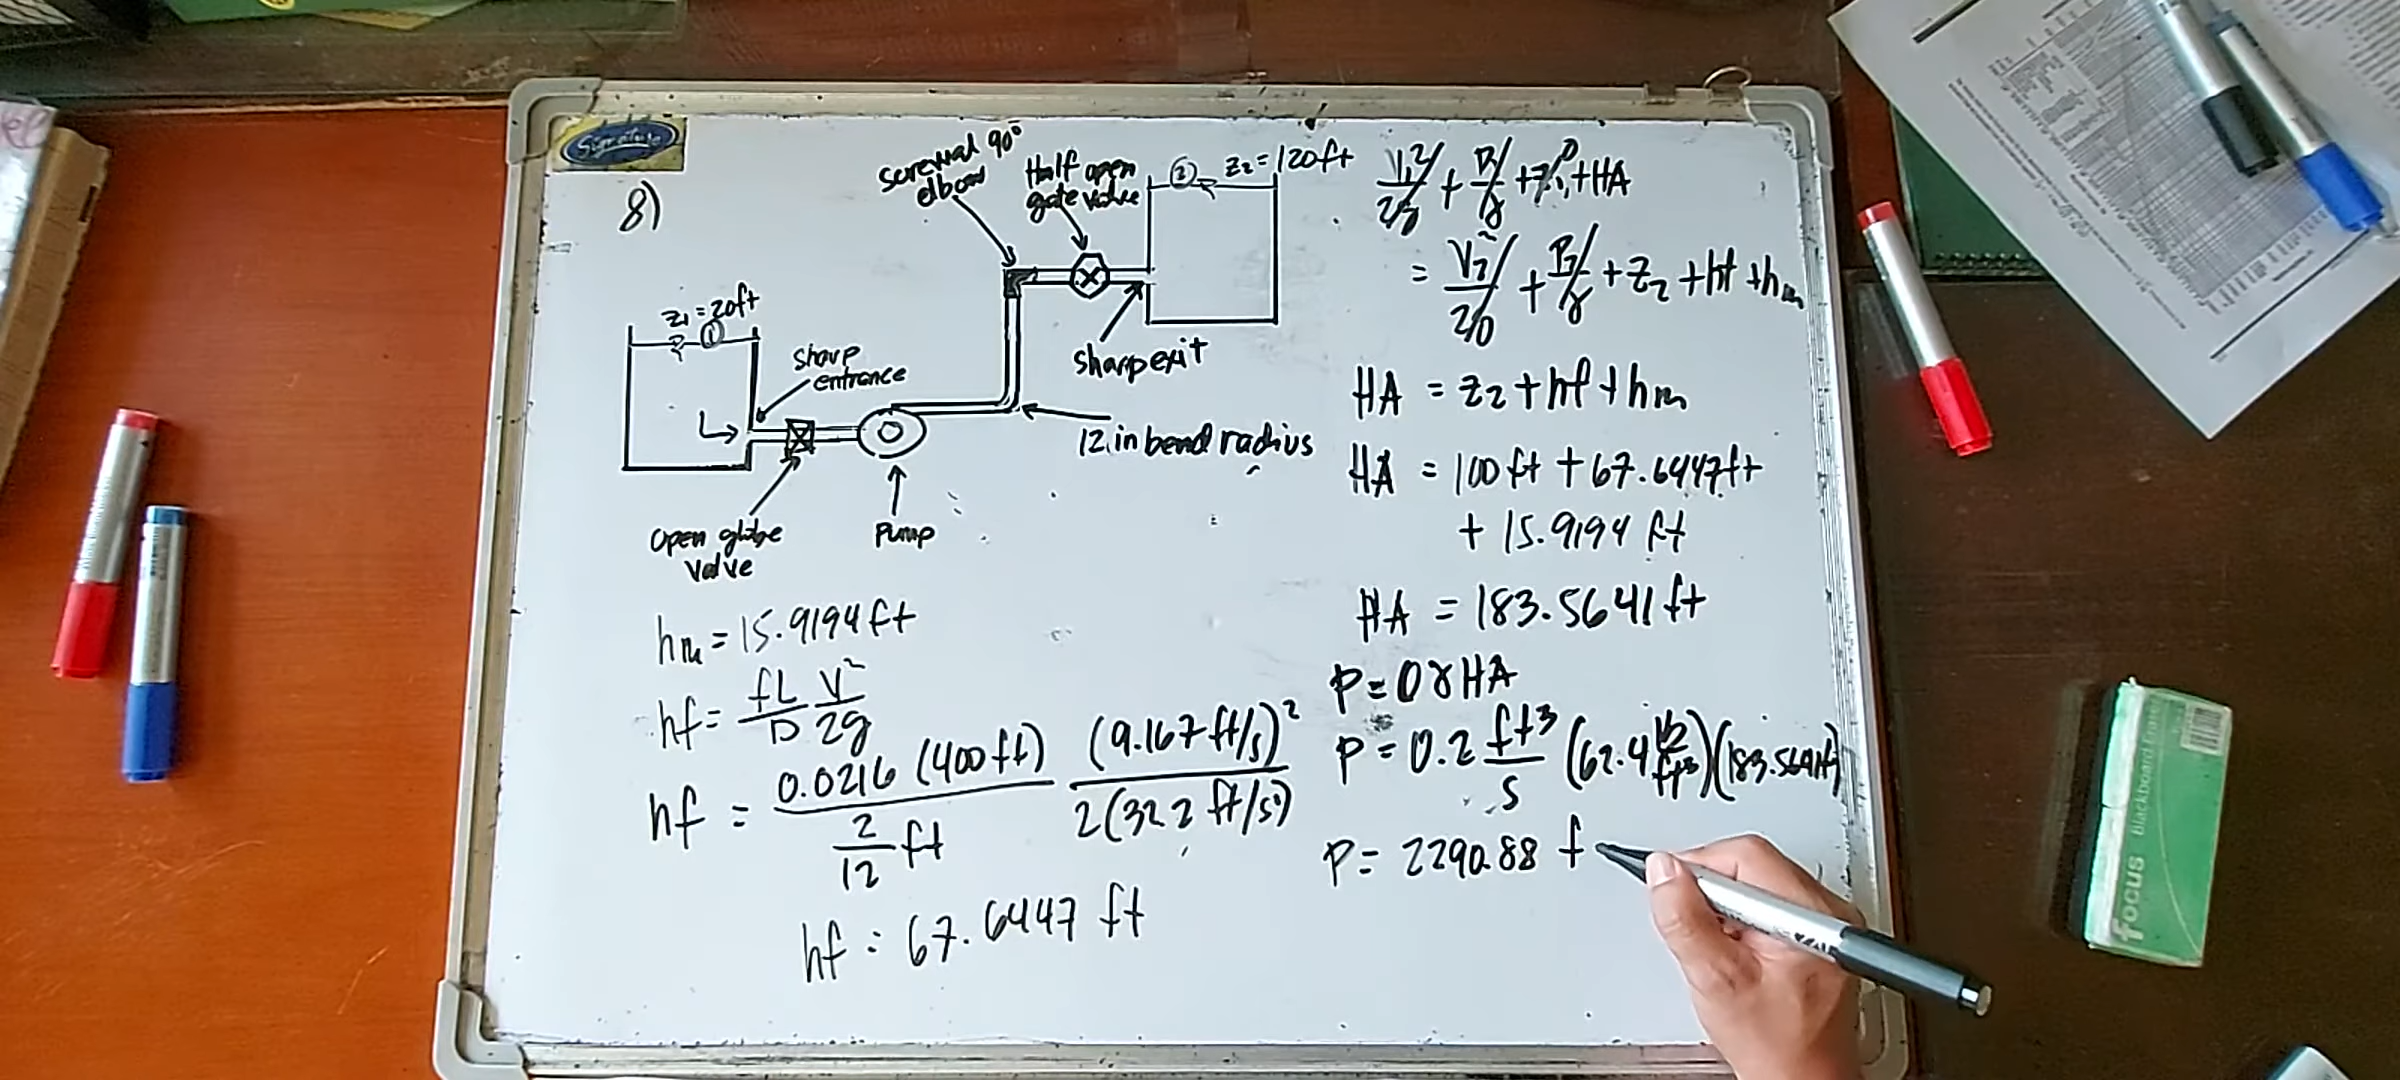 Signature
8)
z₁ = 20ft
①
sharp entrance
open globe valve
Pump
90° elbow
Half open gate valve
② z₂ = 120ft
sharp exit
12 in bend radius
hm = 15.9194 ft
hf = fL/D V²/2g
hf = 0.0216 (400 ft) / (2/12 ft) (9.167 ft/s)² / 2(32.2 ft/s²)
hf = 67.6447 ft
V₁²/2g + P₁/γ + z₁ 0 + HA
= V₂²/2g + P₂/γ + z₂ + hf + hm
HA = z₂ + hf + hm
HA = 100 ft + 67.6447 ft
+ 15.9194 ft
HA = 183.5641 ft
P = QγHA
P = 0.2 ft³/s (62.4 lb/ft³)(183.5641 ft)
P = 2290.88 f
focus
Blackboard Eraser